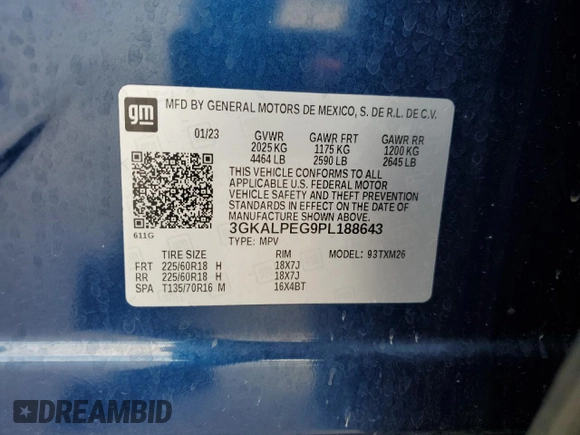 gm
MFD BY GENERAL MOTORS DE MEXICO, S. DE R.L. DE C.V.
01/23 GVWR GAWR FRT GAWR RR
2025 KG 1175 KG 1200 KG
4464 LB 2590 LB 2645 LB
THIS VEHICLE CONFORMS TO ALL
APPLICABLE U.S. FEDERAL MOTOR
VEHICLE SAFETY AND THEFT PREVENTION
STANDARDS IN EFFECT ON THE DATE OF
MANUFACTURE SHOWN ABOVE.
3GKALPEG9PL188643
611G TYPE: MPV MODEL: 93TXM26
TIRE SIZE RIM
FRT 225/60R18 H 18X7J
RR 225/60R18 H 18X7J
SPA T135/70R16 M 16X4BT
DREAMBID